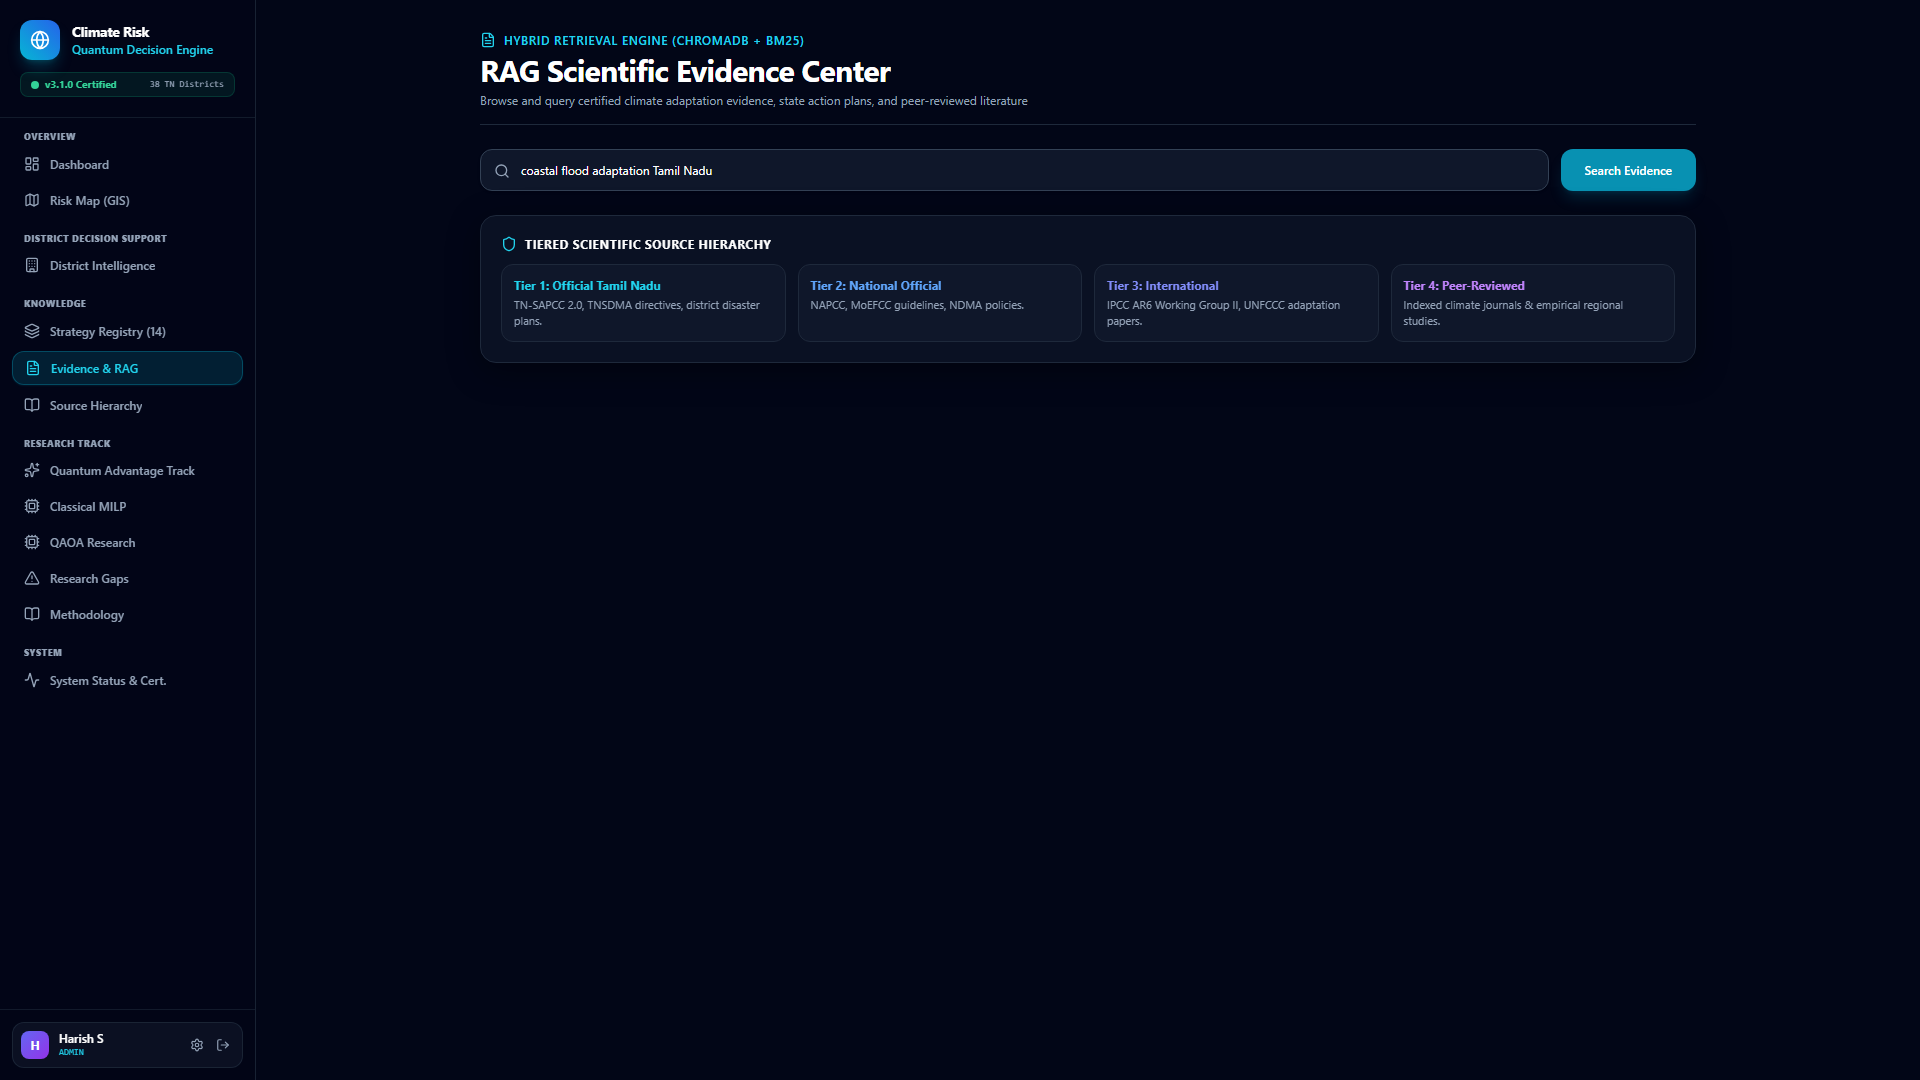 Climate Risk
Quantum Decision Engine
v3.1.0 Certified
38 TN Districts
OVERVIEW
Dashboard
Risk Map (GIS)
DISTRICT DECISION SUPPORT
District Intelligence
KNOWLEDGE
Strategy Registry (14)
Evidence & RAG
Source Hierarchy
RESEARCH TRACK
Quantum Advantage Track
Classical MILP
QAOA Research
Research Gaps
Methodology
SYSTEM
System Status & Cert.
H
Harish S
ADMIN
HYBRID RETRIEVAL ENGINE (CHROMADB + BM25)
RAG Scientific Evidence Center
Browse and query certified climate adaptation evidence, state action plans, and peer-reviewed literature
coastal flood adaptation Tamil Nadu
Search Evidence
TIERED SCIENTIFIC SOURCE HIERARCHY
Tier 1: Official Tamil Nadu
TN-SAPCC 2.0, TNSDMA directives, district disaster
plans.
Tier 2: National Official
NAPCC, MoEFCC guidelines, NDMA policies.
Tier 3: International
IPCC AR6 Working Group II, UNFCCC adaptation
papers.
Tier 4: Peer-Reviewed
Indexed climate journals & empirical regional
studies.